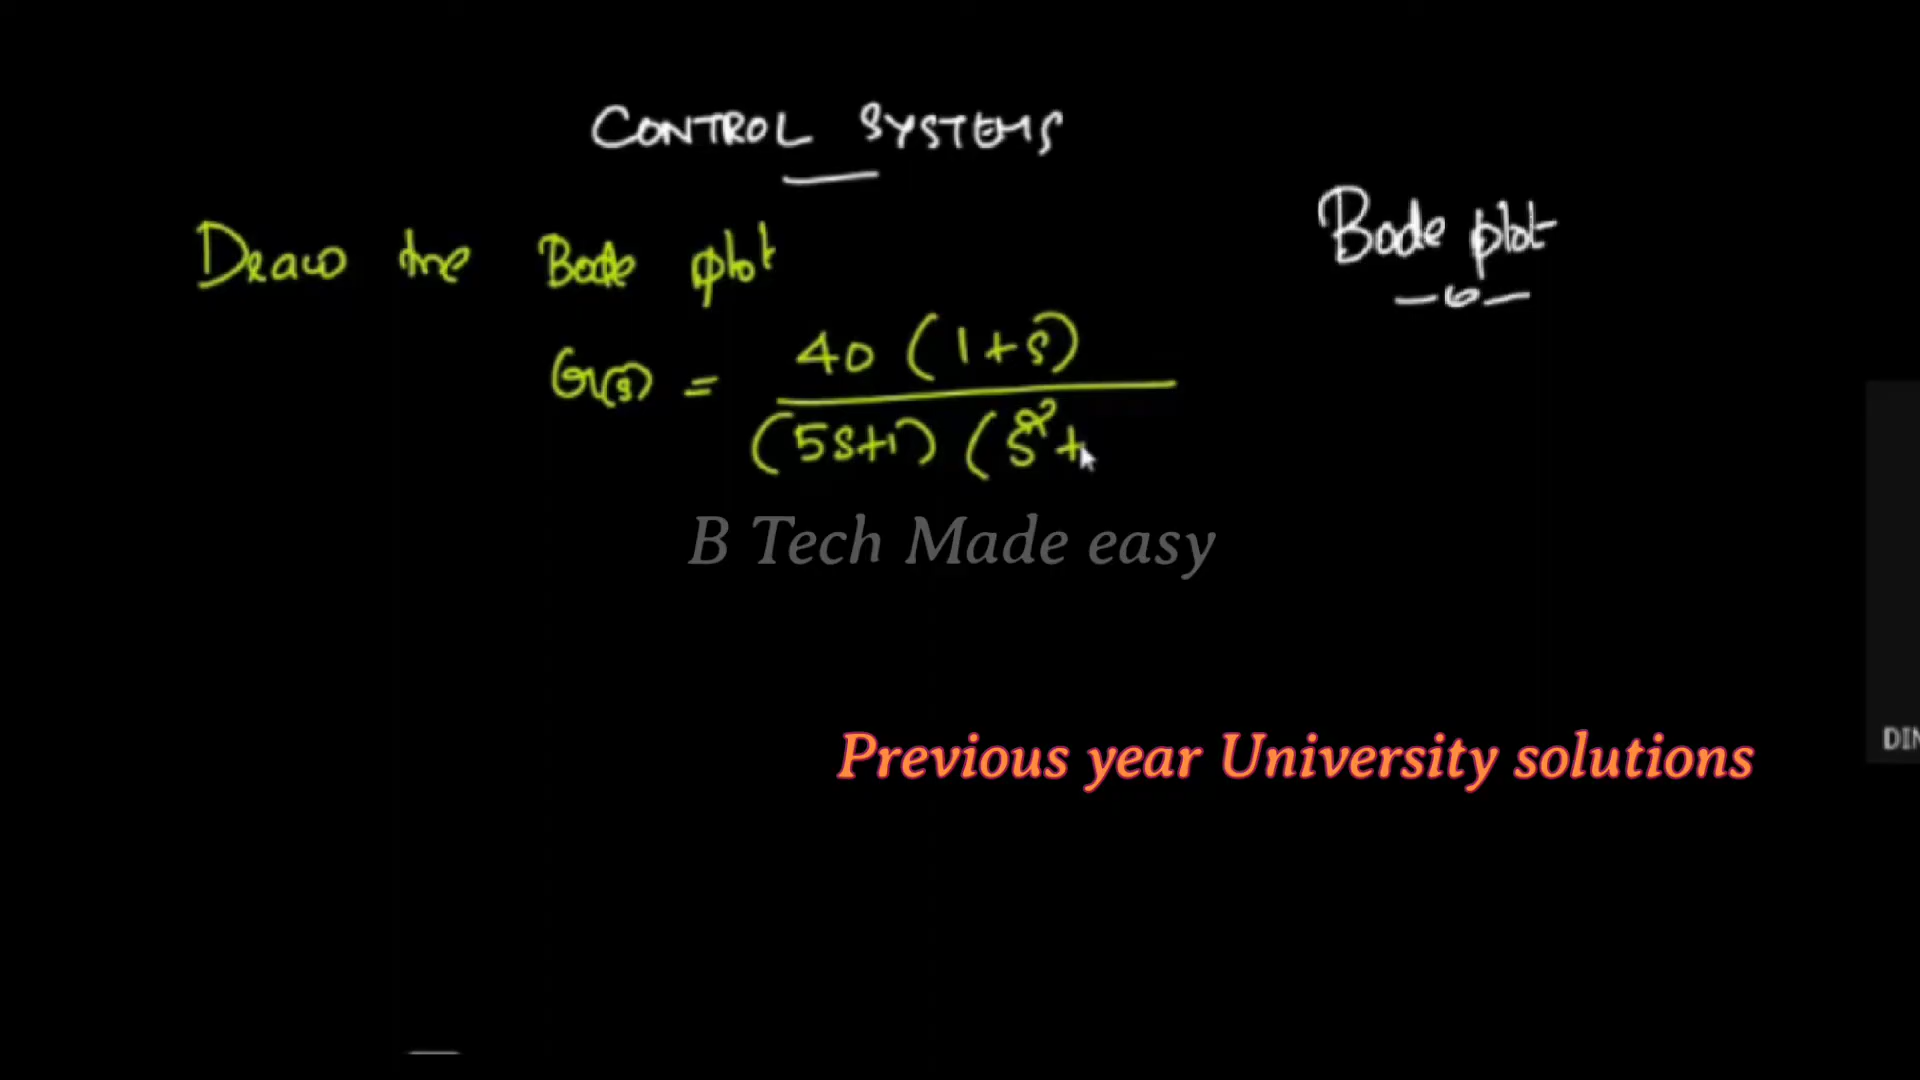 CONTROL SYSTEMS
Bode plot
Draw the Bode plot
G(s) = 40 (1+s)
(5s+1) (s² +
B Tech Made easy
Previous year University solutions
DIN